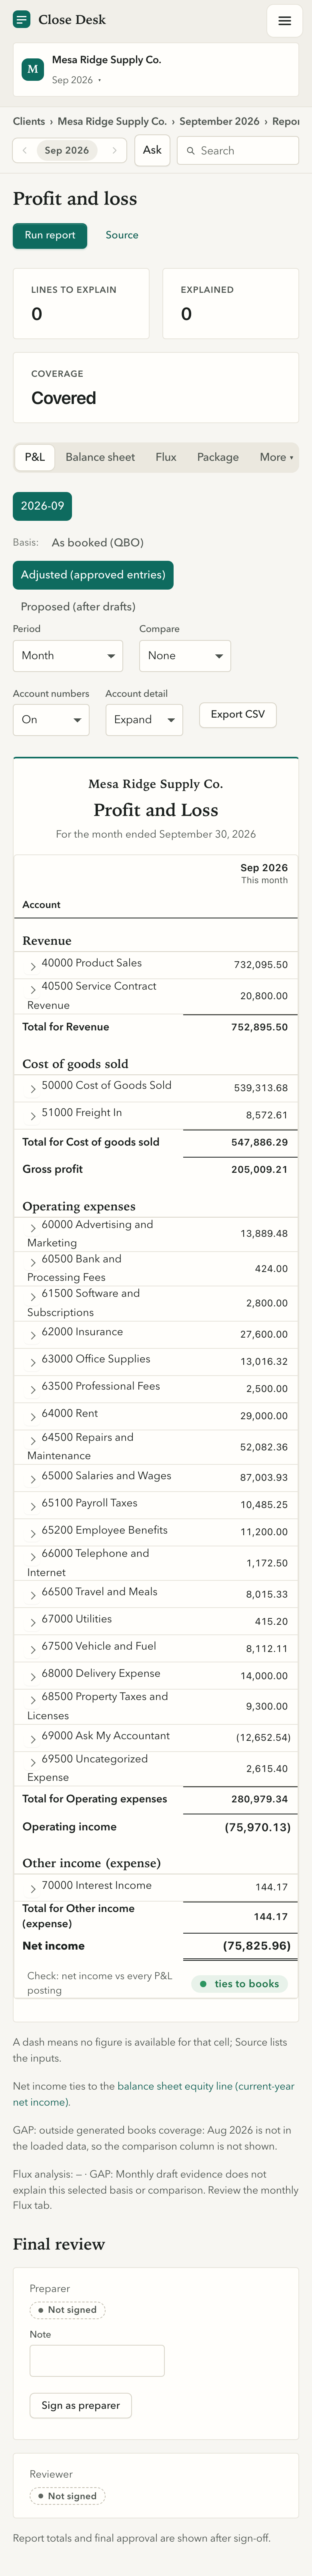 Close Desk
M
Mesa Ridge Supply Co.
Sep 2026 •
Clients › Mesa Ridge Supply Co. › September 2026 › Repor
‹ Sep 2026 ›
Ask
Search
Profit and loss
Run report
Source
LINES TO EXPLAIN
0
EXPLAINED
0
COVERAGE
Covered
P&L
Balance sheet
Flux
Package
More ▾
2026-09
Basis:
As booked (QBO)
Adjusted (approved entries)
Proposed (after drafts)
Period
Compare
Month
None
Account numbers
Account detail
On
Expand
Export CSV
Mesa Ridge Supply Co.
Profit and Loss
For the month ended September 30, 2026
Sep 2026
This month
Account
Revenue
40000 Product Sales 732,095.50
40500 Service Contract
Revenue 20,800.00
Total for Revenue 752,895.50
Cost of goods sold
50000 Cost of Goods Sold 539,313.68
51000 Freight In 8,572.61
Total for Cost of goods sold 547,886.29
Gross profit 205,009.21
Operating expenses
60000 Advertising and
Marketing 13,889.48
60500 Bank and
Processing Fees 424.00
61500 Software and
Subscriptions 2,800.00
62000 Insurance 27,600.00
63000 Office Supplies 13,016.32
63500 Professional Fees 2,500.00
64000 Rent 29,000.00
64500 Repairs and
Maintenance 52,082.36
65000 Salaries and Wages 87,003.93
65100 Payroll Taxes 10,485.25
65200 Employee Benefits 11,200.00
66000 Telephone and
Internet 1,172.50
66500 Travel and Meals 8,015.33
67000 Utilities 415.20
67500 Vehicle and Fuel 8,112.11
68000 Delivery Expense 14,000.00
68500 Property Taxes and
Licenses 9,300.00
69000 Ask My Accountant (12,652.54)
69500 Uncategorized
Expense 2,615.40
Total for Operating expenses 280,979.34
Operating income (75,970.13)
Other income (expense)
70000 Interest Income 144.17
Total for Other income
(expense) 144.17
Net income (75,825.96)
Check: net income vs every P&L
posting
ties to books
A dash means no figure is available for that cell; Source lists
the inputs.
Net income ties to the balance sheet equity line (current-year
net income).
GAP: outside generated books coverage: Aug 2026 is not in
the loaded data, so the comparison column is not shown.
Flux analysis: — · GAP: Monthly draft evidence does not
explain this selected basis or comparison. Review the monthly
Flux tab.
Final review
Preparer
Not signed
Note
Sign as preparer
Reviewer
Not signed
Report totals and final approval are shown after sign-off.